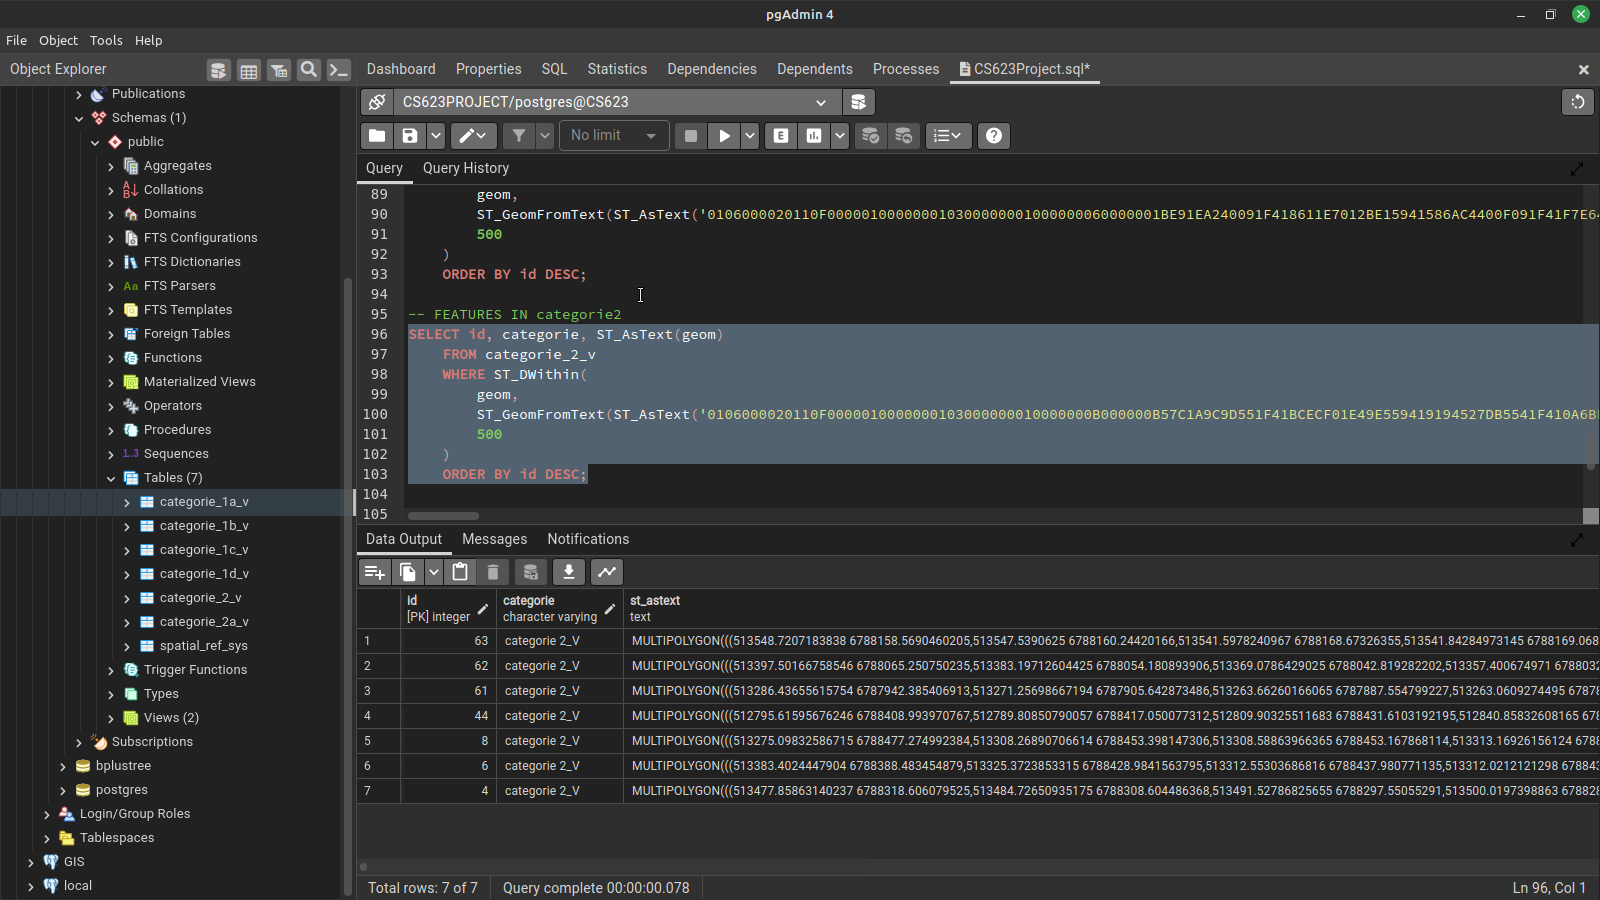 pgAdmin 4
File Object Tools Help
Object Explorer
Dashboard Properties SQL Statistics Dependencies Dependents Processes CS623Project.sql*
Publications
Schemas (1)
public
Aggregates
Collations
Domains
FTS Configurations
FTS Dictionaries
Aa FTS Parsers
FTS Templates
Foreign Tables
Functions
Materialized Views
Operators
Procedures
1.3 Sequences
Tables (7)
categorie_1a_v
categorie_1b_v
categorie_1c_v
categorie_1d_v
categorie_2_v
categorie_2a_v
spatial_ref_sys
Trigger Functions
Types
Views (2)
Subscriptions
bplustree
postgres
Login/Group Roles
Tablespaces
GIS
local
CS623PROJECT/postgres@CS623
No limit
E
Query Query History
89 geom,
90 ST_GeomFromText(ST_AsText('0106000020110F00000100000001030000000100000060000001BE91EA240091F418611E7012BE15941586AC4400F091F41F7E6
91 500
92 )
93 ORDER BY id DESC;
94
95 -- FEATURES IN categorie2
96 SELECT id, categorie, ST_AsText(geom)
97 FROM categorie_2_v
98 WHERE ST_DWithin(
99 geom,
100 ST_GeomFromText(ST_AsText('0106000020110F000001000000010300000001000000B000000B57C1A9C9D551F41BCECF01E49E559419194527DB5541F410A6B
101 500
102 )
103 ORDER BY id DESC;
104
105
Data Output Messages Notifications
id categorie st_astext
[PK] integer character varying text
1 63 categorie 2_V MULTIPOLYGON(((513548.7207183838 6788158.5690460205,513547.5390625 6788160.24420166,513541.5978240967 6788168.67326355,513541.84284973145 6788169.068
2 62 categorie 2_V MULTIPOLYGON(((513397.50166758546 6788065.250750235,513383.19712604425 6788054.180893906,513369.0786429025 6788042.819282202,513357.400674971 6788032
3 61 categorie 2_V MULTIPOLYGON(((513286.43655615754 6787942.385406913,513271.25698667194 6787905.642873486,513263.66260166065 6787887.554799227,513263.0609274495 67878
4 44 categorie 2_V MULTIPOLYGON(((512795.61595676246 6788408.993970767,512789.80850790057 6788417.050077312,512809.90325511683 6788431.6103192195,512840.85832608165 678
5 8 categorie 2_V MULTIPOLYGON(((513275.09832586715 6788477.274992384,513308.26890706614 6788453.398147306,513308.58863966365 6788453.167868114,513313.16926156124 6788
6 6 categorie 2_V MULTIPOLYGON(((513383.4024447904 6788388.483454879,513325.3723853315 6788428.9841563795,513312.55303686816 6788437.980771135,513312.0212121298 678843
7 4 categorie 2_V MULTIPOLYGON(((513477.85863140237 6788318.606079525,513484.72650935175 6788308.604486368,513491.52786825655 6788297.55055291,513500.0197398863 678828
Total rows: 7 of 7 Query complete 00:00:00.078 Ln 96, Col 1